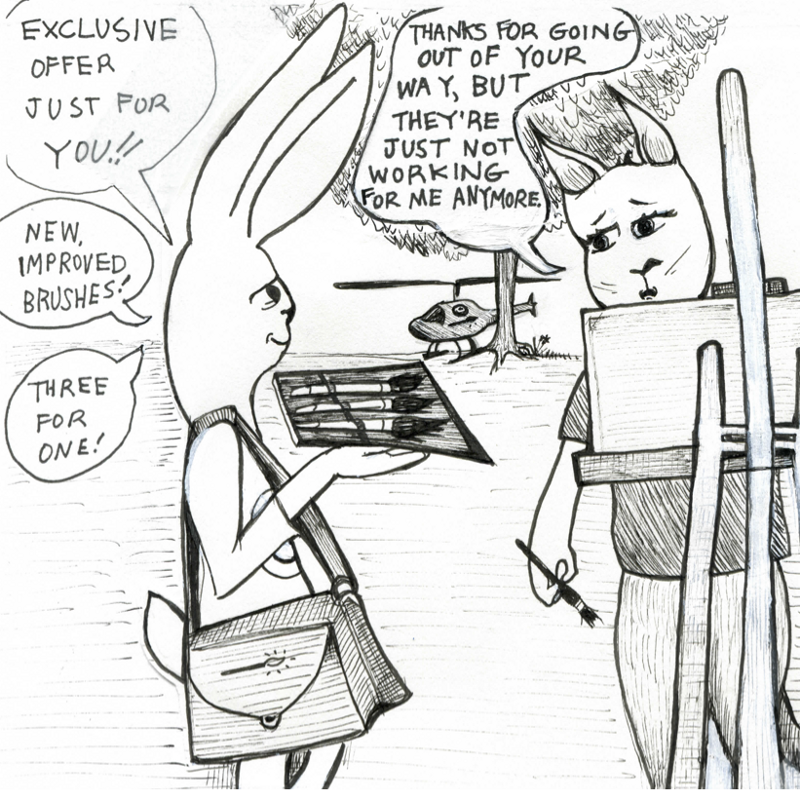 EXCLUSIVE
OFFER
JUST FOR
YOU!!
NEW,
IMPROVED
BRUSHES!
THREE
FOR
ONE!
THANKS FOR GOING
OUT OF YOUR
WAY, BUT
THEY'RE
JUST NOT
WORKING
FOR ME ANYMORE.